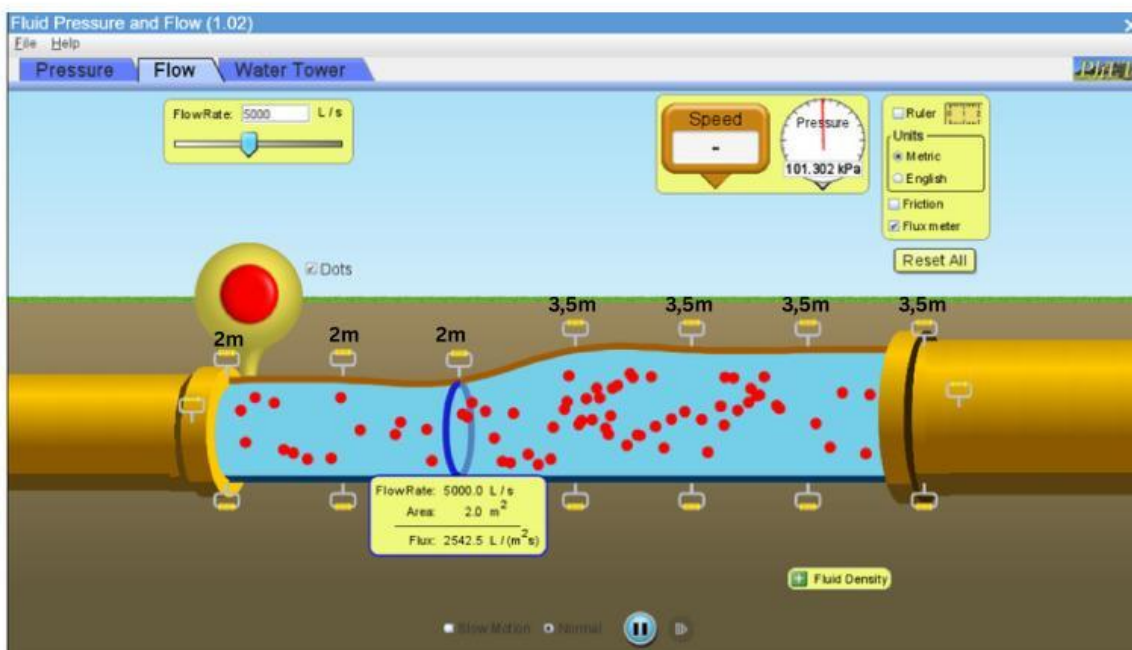 Fluid Pressure and Flow (1.02)
File Help
Pressure Flow Water Tower
FlowRate: 5000 L/s
Speed
-
Pressure
101.302 kPa
Ruler
Units
Metric
English
Friction
Flux meter
Reset All
Dots
2m 2m 2m 3,5m 3,5m 3,5m 3,5m
FlowRate: 5000.0 L/s
Area: 2.0 m²
Flux: 2542.5 L/(m²s)
Fluid Density
Slow Motion Normal